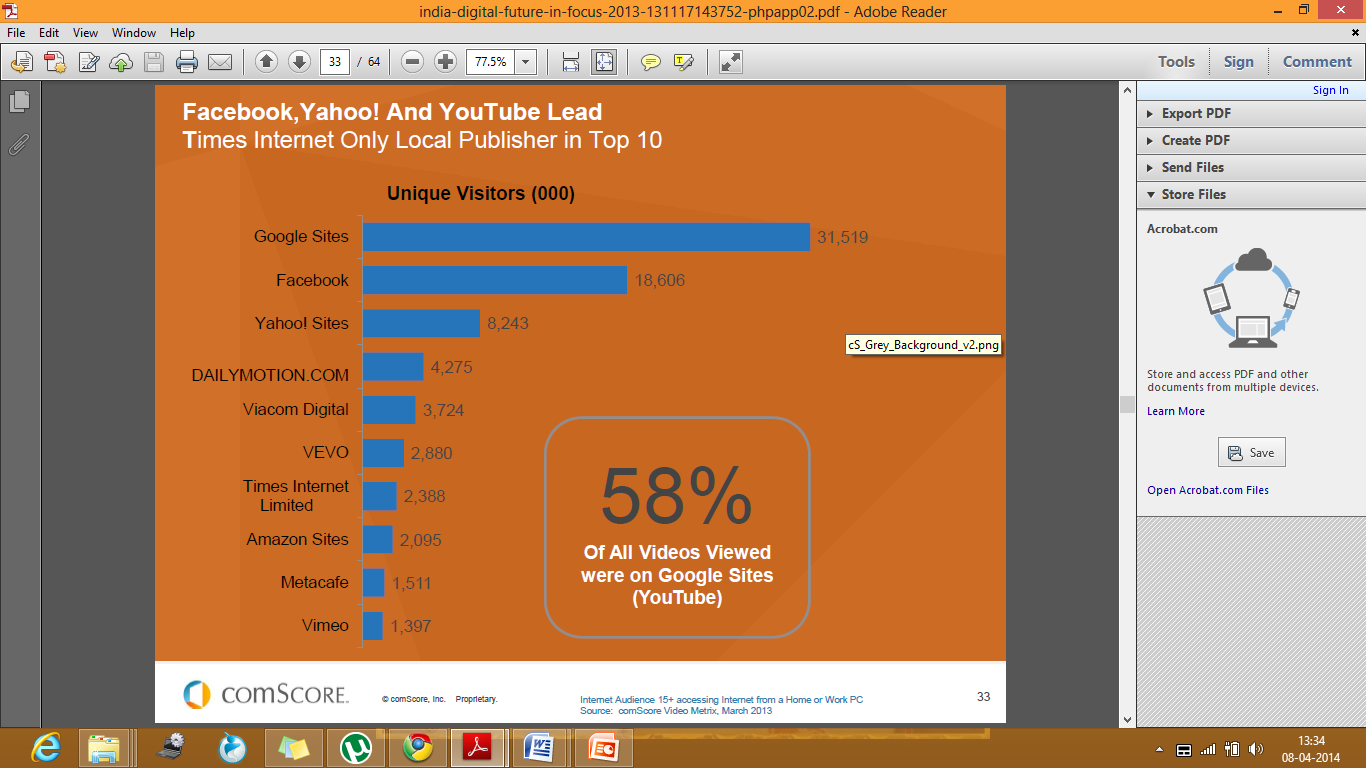 india-digital-future-in-focus-2013-131117143752-phpapp02.pdf - Adobe Reader
File Edit View Window Help
33 / 64 77.5% Tools Sign Comment
Sign In
Export PDF
Create PDF
Send Files
Store Files
Acrobat.com
Store and access PDF and other
documents from multiple devices.
Learn More
Save
Open Acrobat.com Files
Facebook,Yahoo! And YouTube Lead
Times Internet Only Local Publisher in Top 10
Unique Visitors (000)
Google Sites 31,519
Facebook 18,606
Yahoo! Sites 8,243
cS_Grey_Background_v2.png
DAILYMOTION.COM 4,275
Viacom Digital 3,724
VEVO 2,880
Times Internet
Limited 2,388
Amazon Sites 2,095
Metacafe 1,511
Vimeo 1,397
58%
Of All Videos Viewed
were on Google Sites
(YouTube)
comScore.
© comScore, Inc. Proprietary.
Internet Audience 15+ accessing Internet from a Home or Work PC
Source: comScore Video Metrix, March 2013
33
13:34
08-04-2014